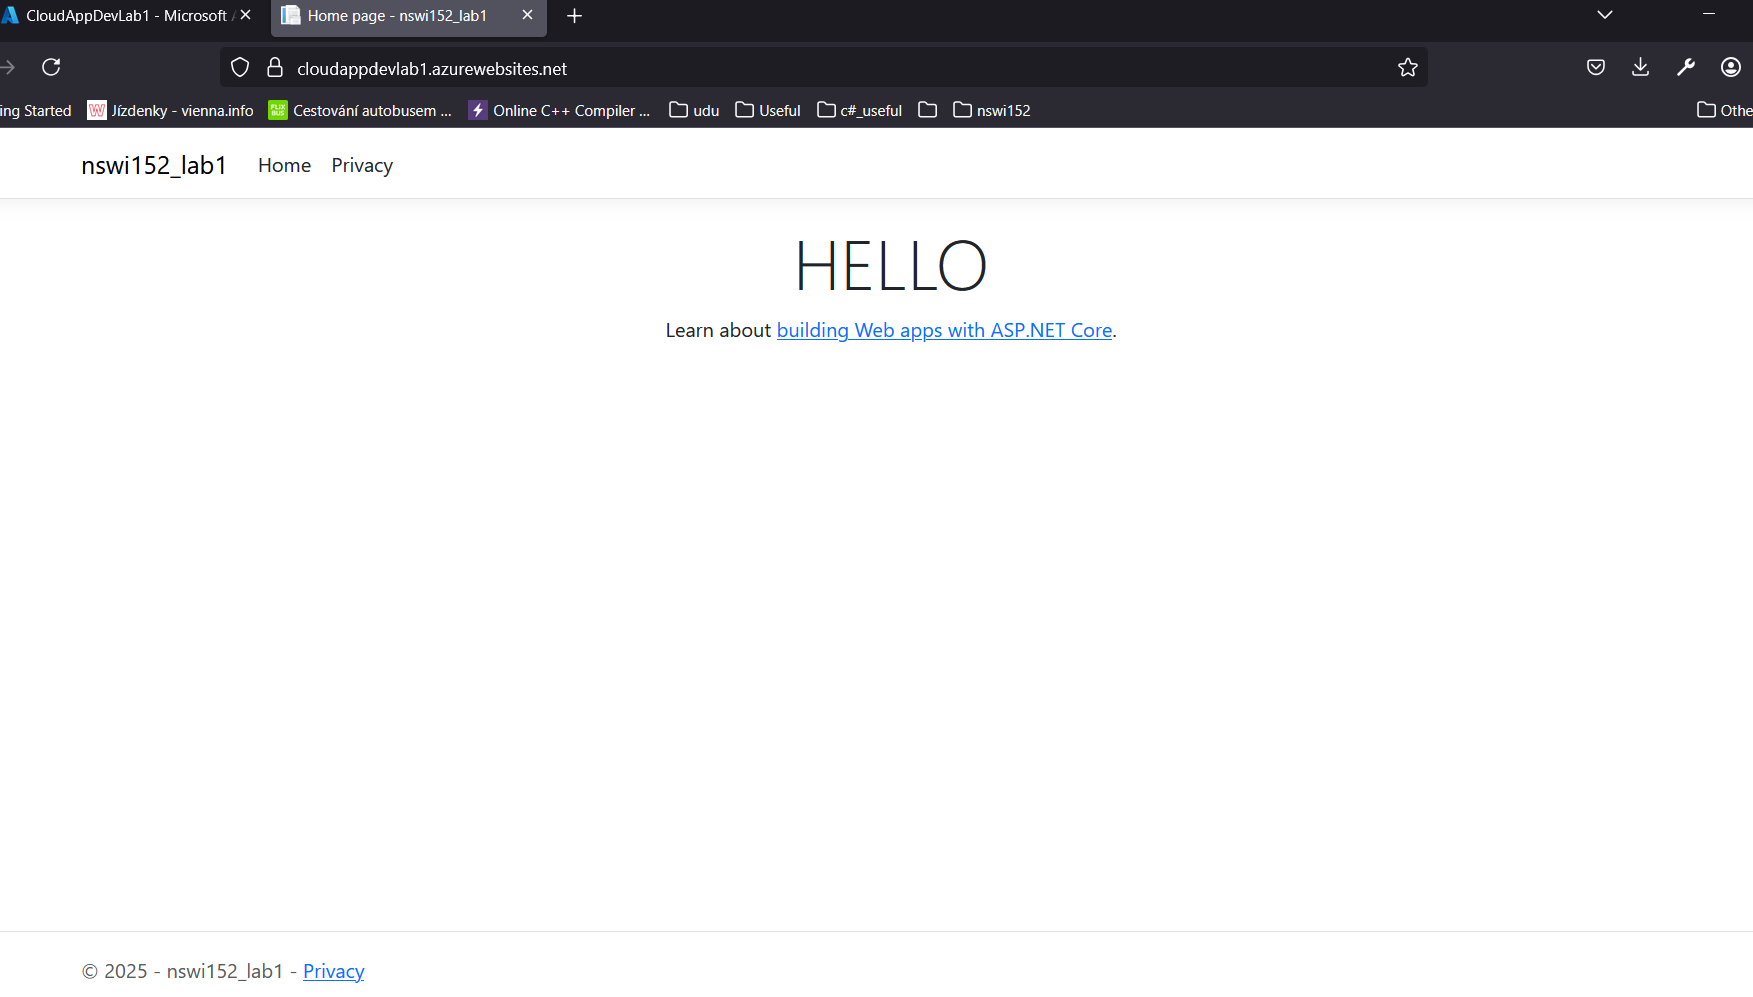 CloudAppDevLab1 - Microsoft
Home page - nswi152_lab1
cloudappdevlab1.azurewebsites.net
ing Started
W
Jízdenky - vienna.info
FLIX
BUS
Cestování autobusem ...
Online C++ Compiler ...
udu
Useful
c#_useful
nswi152
Othe
nswi152_lab1
Home
Privacy
HELLO
Learn about building Web apps with ASP.NET Core.
© 2025 - nswi152_lab1 - Privacy